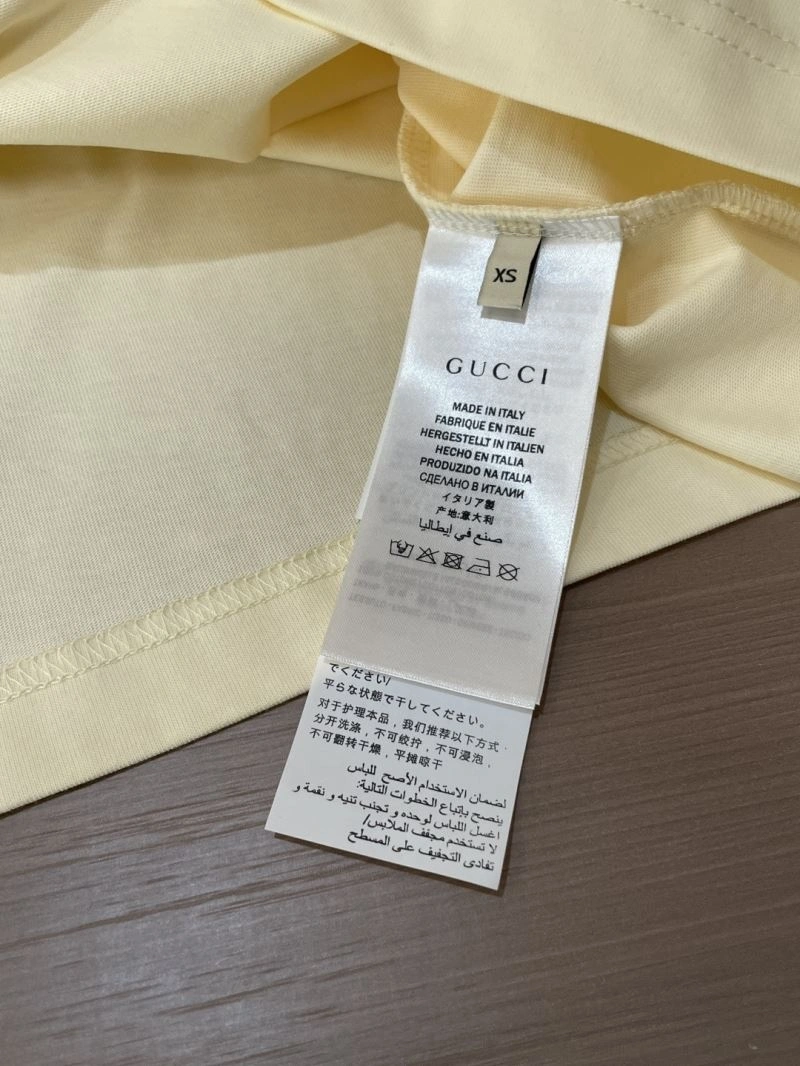 XS
GUCCI
MADE IN ITALY
FABRIQUE EN ITALIE
HERGESTELLT IN ITALIEN
HECHO EN ITALIA
PRODUZIDO NA ITALIA
СДЕЛАНО В ИТАЛИИ
イタリア製
产地:意大利
صنع في إيطاليا
でください/
平らな状態で干してください。
对于护理本品，我们推荐以下方式，
分开洗涤，不可绞拧，不可浸泡，
不可翻转干燥，平摊晾干
لضمان الاستخدام الأصح للباس
ينصح بإتباع الخطوات التالية:
اغسل اللباس لوحده و تجنب تنيه و نقمة و
لا تستخدم مجفف الملابس/
تفادى التجفيف على المسطح